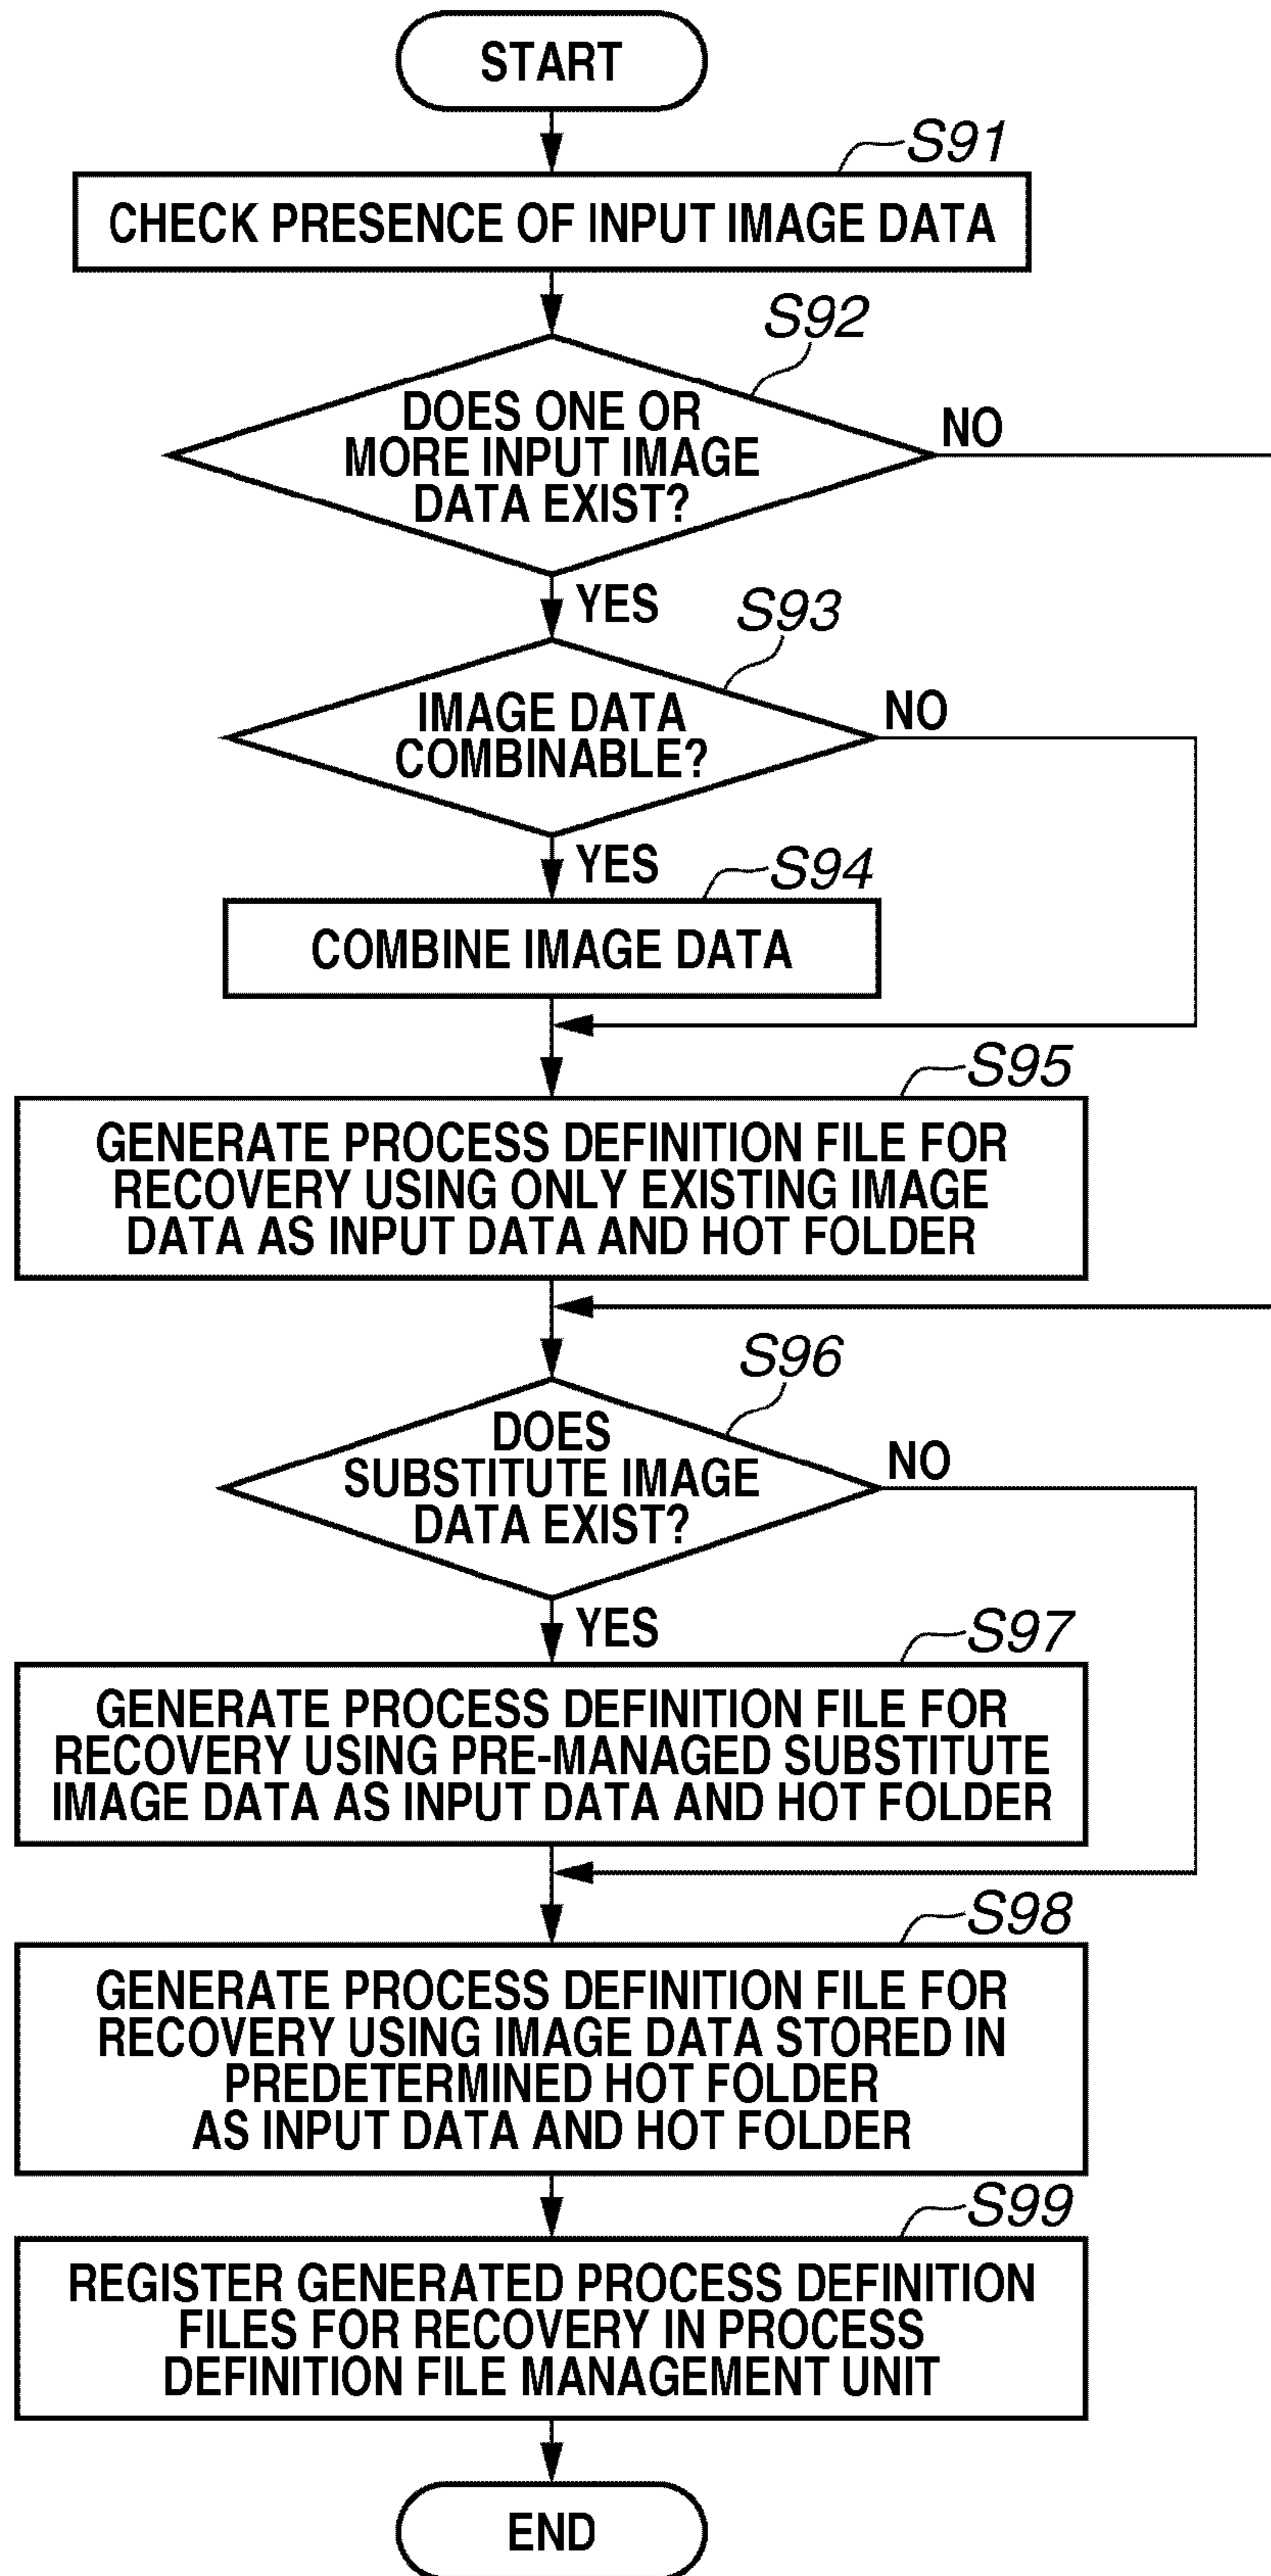 START
S91
CHECK PRESENCE OF INPUT IMAGE DATA
S92
DOES ONE OR
MORE INPUT IMAGE
DATA EXIST?
NO
YES
S93
IMAGE DATA
COMBINABLE?
NO
YES
S94
COMBINE IMAGE DATA
S95
GENERATE PROCESS DEFINITION FILE FOR
RECOVERY USING ONLY EXISTING IMAGE
DATA AS INPUT DATA AND HOT FOLDER
S96
DOES
SUBSTITUTE IMAGE
DATA EXIST?
NO
YES
S97
GENERATE PROCESS DEFINITION FILE FOR
RECOVERY USING PRE-MANAGED SUBSTITUTE
IMAGE DATA AS INPUT DATA AND HOT FOLDER
S98
GENERATE PROCESS DEFINITION FILE FOR
RECOVERY USING IMAGE DATA STORED IN
PREDETERMINED HOT FOLDER
AS INPUT DATA AND HOT FOLDER
S99
REGISTER GENERATED PROCESS DEFINITION
FILES FOR RECOVERY IN PROCESS
DEFINITION FILE MANAGEMENT UNIT
END